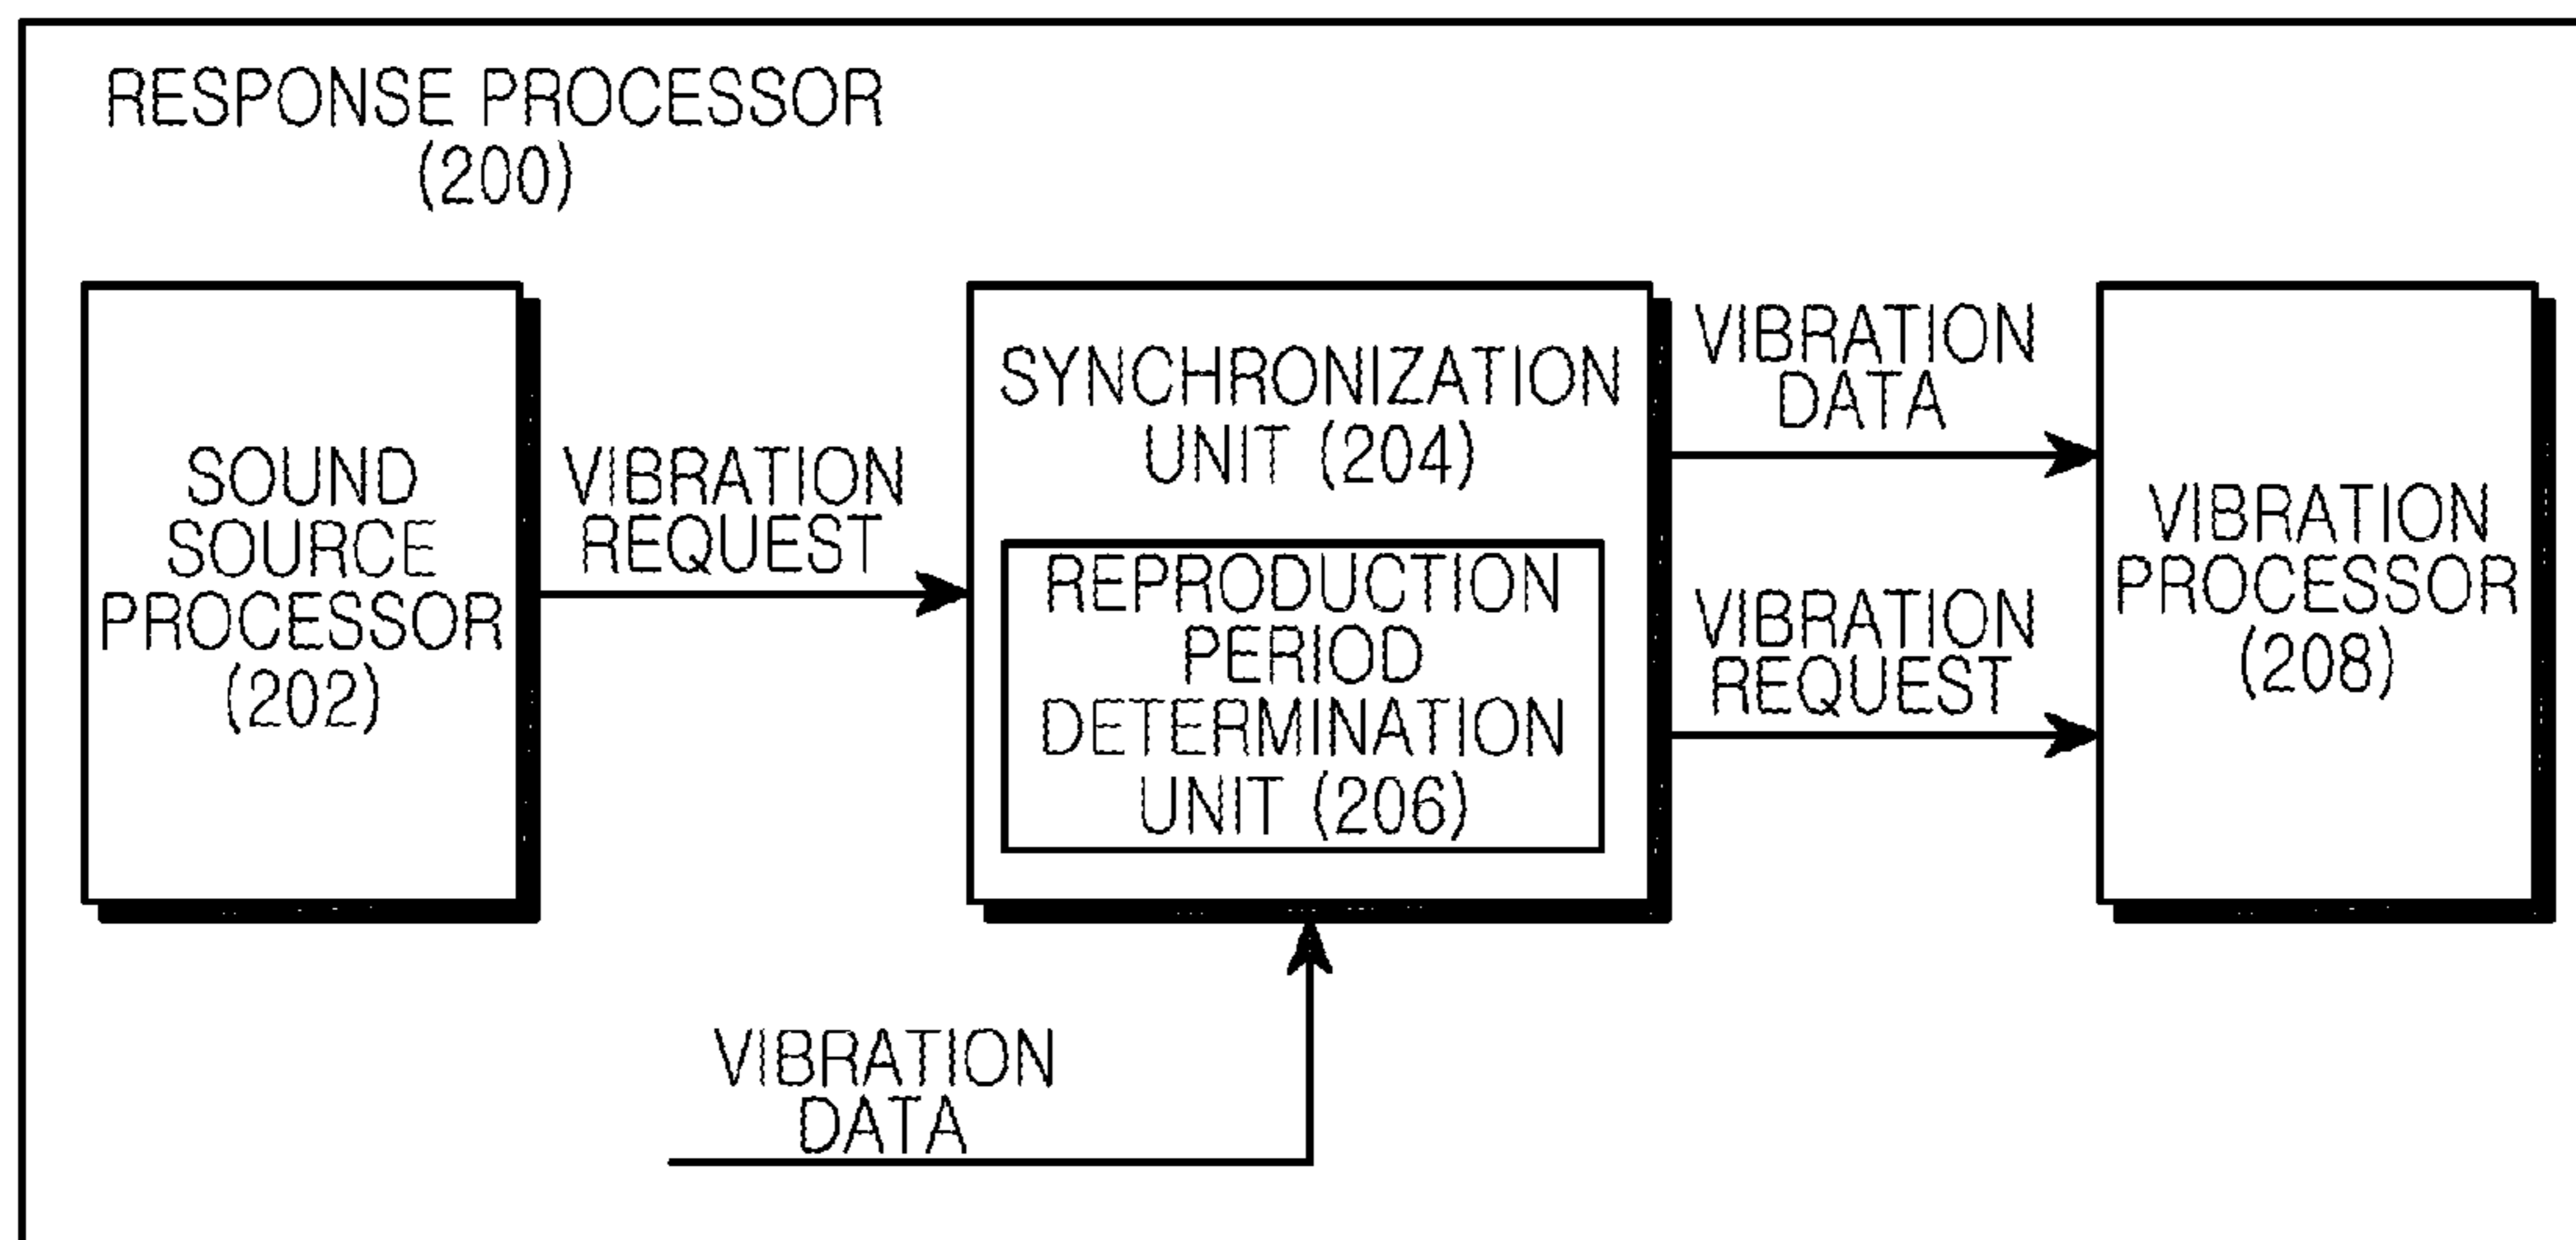 RESPONSE PROCESSOR
(200)
SOUND
SOURCE
PROCESSOR
(202)
VIBRATION
REQUEST
SYNCHRONIZATION
UNIT (204)
REPRODUCTION
PERIOD
DETERMINATION
UNIT (206)
VIBRATION
DATA
VIBRATION
REQUEST
VIBRATION
PROCESSOR
(208)
VIBRATION
DATA